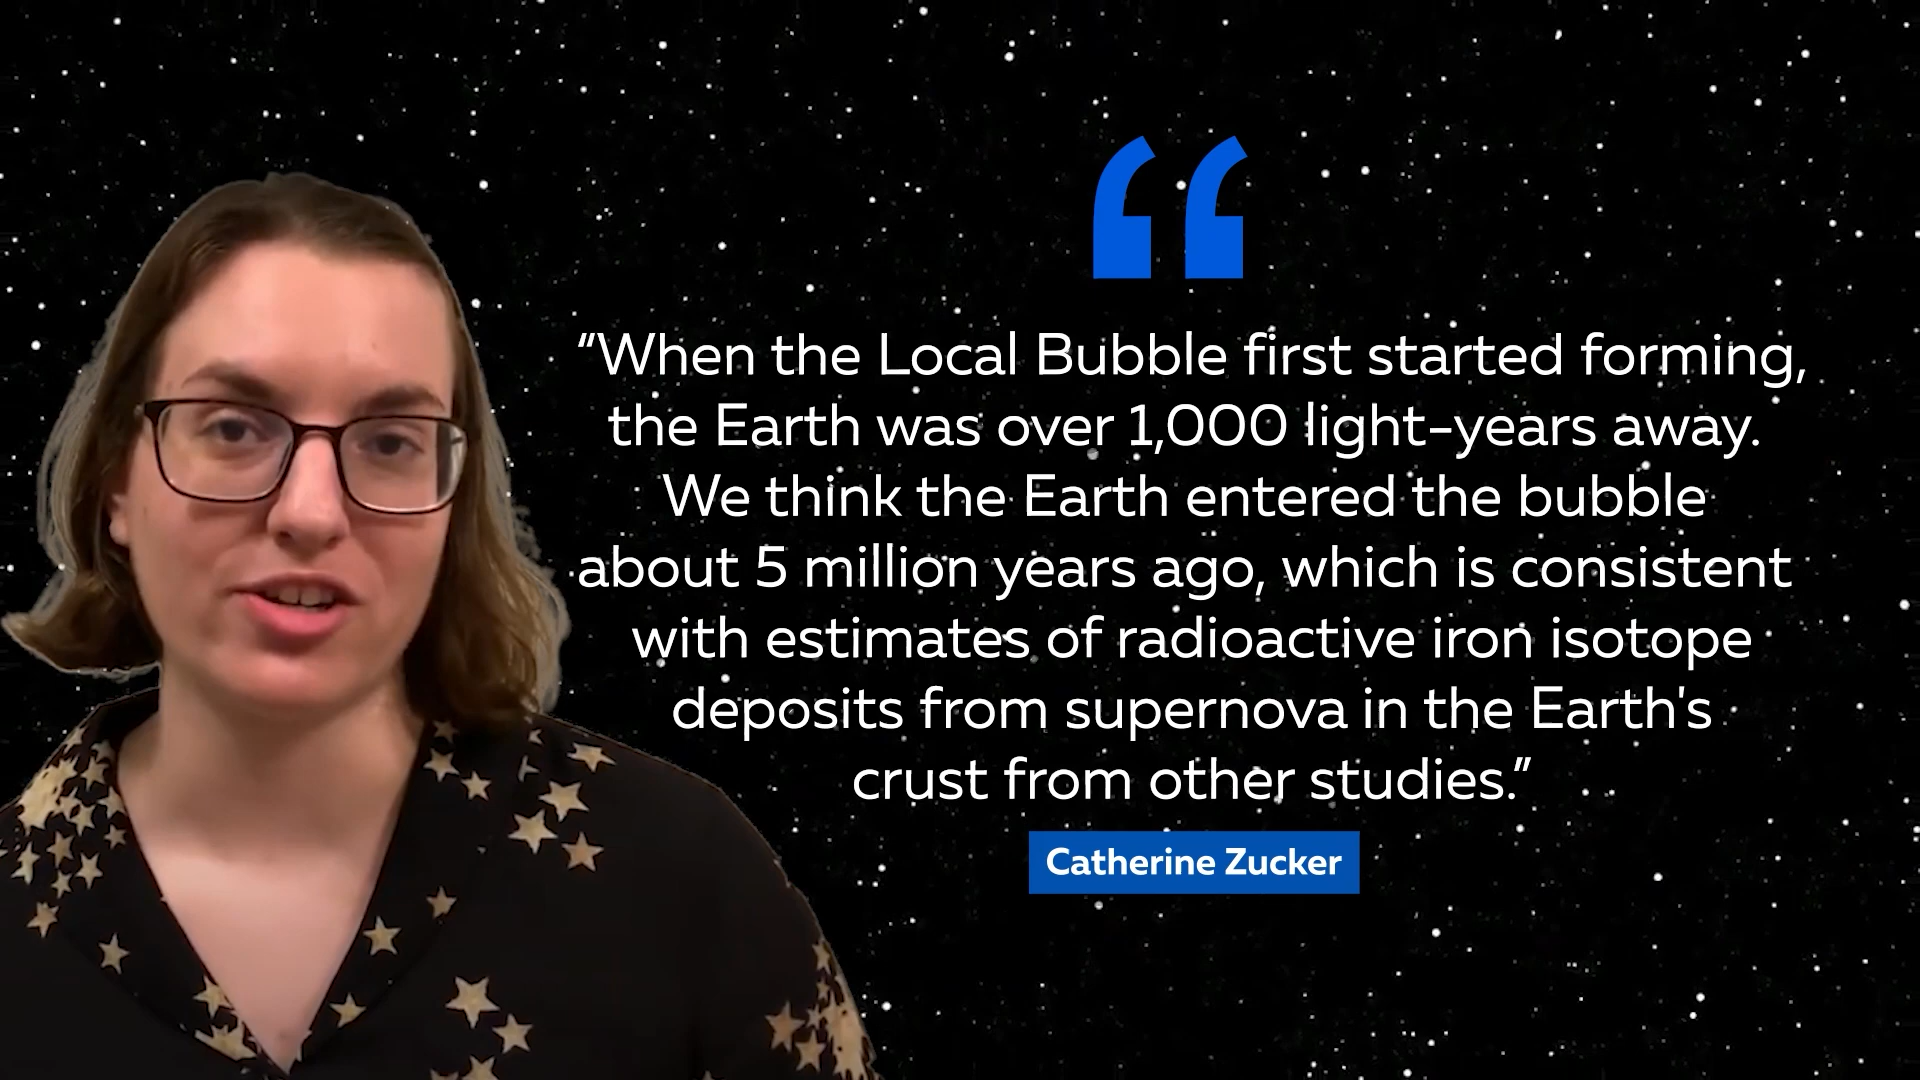 “When the Local Bubble first started forming,
the Earth was over 1,000 light-years away.
We think the Earth entered the bubble
about 5 million years ago, which is consistent
with estimates of radioactive iron isotope
deposits from supernova in the Earth's
crust from other studies.”
Catherine Zucker